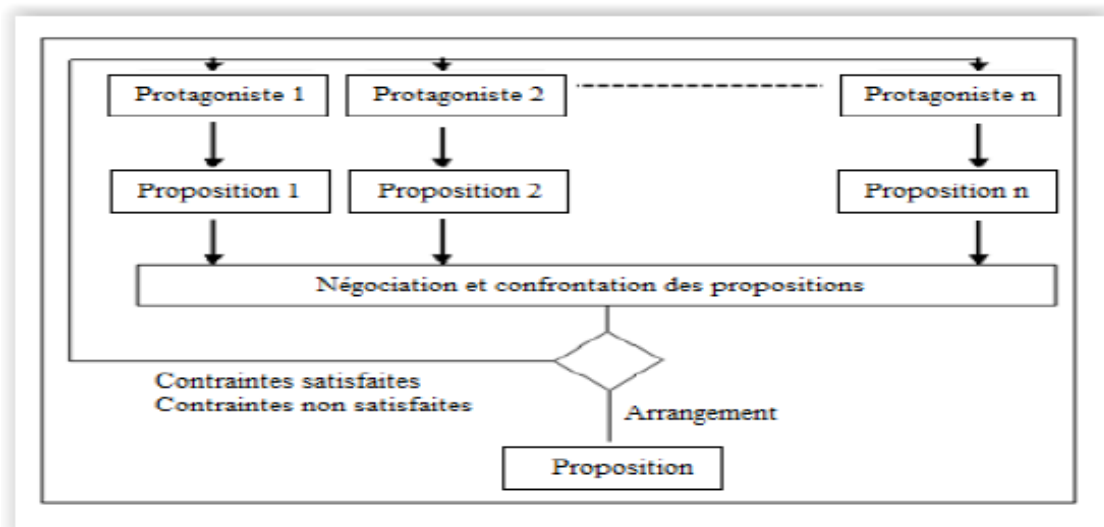 Protagoniste 1
Protagoniste 2
Protagoniste n
Proposition 1
Proposition 2
Proposition n
Négociation et confrontation des propositions
Contraintes satisfaites
Contraintes non satisfaites
Arrangement
Proposition